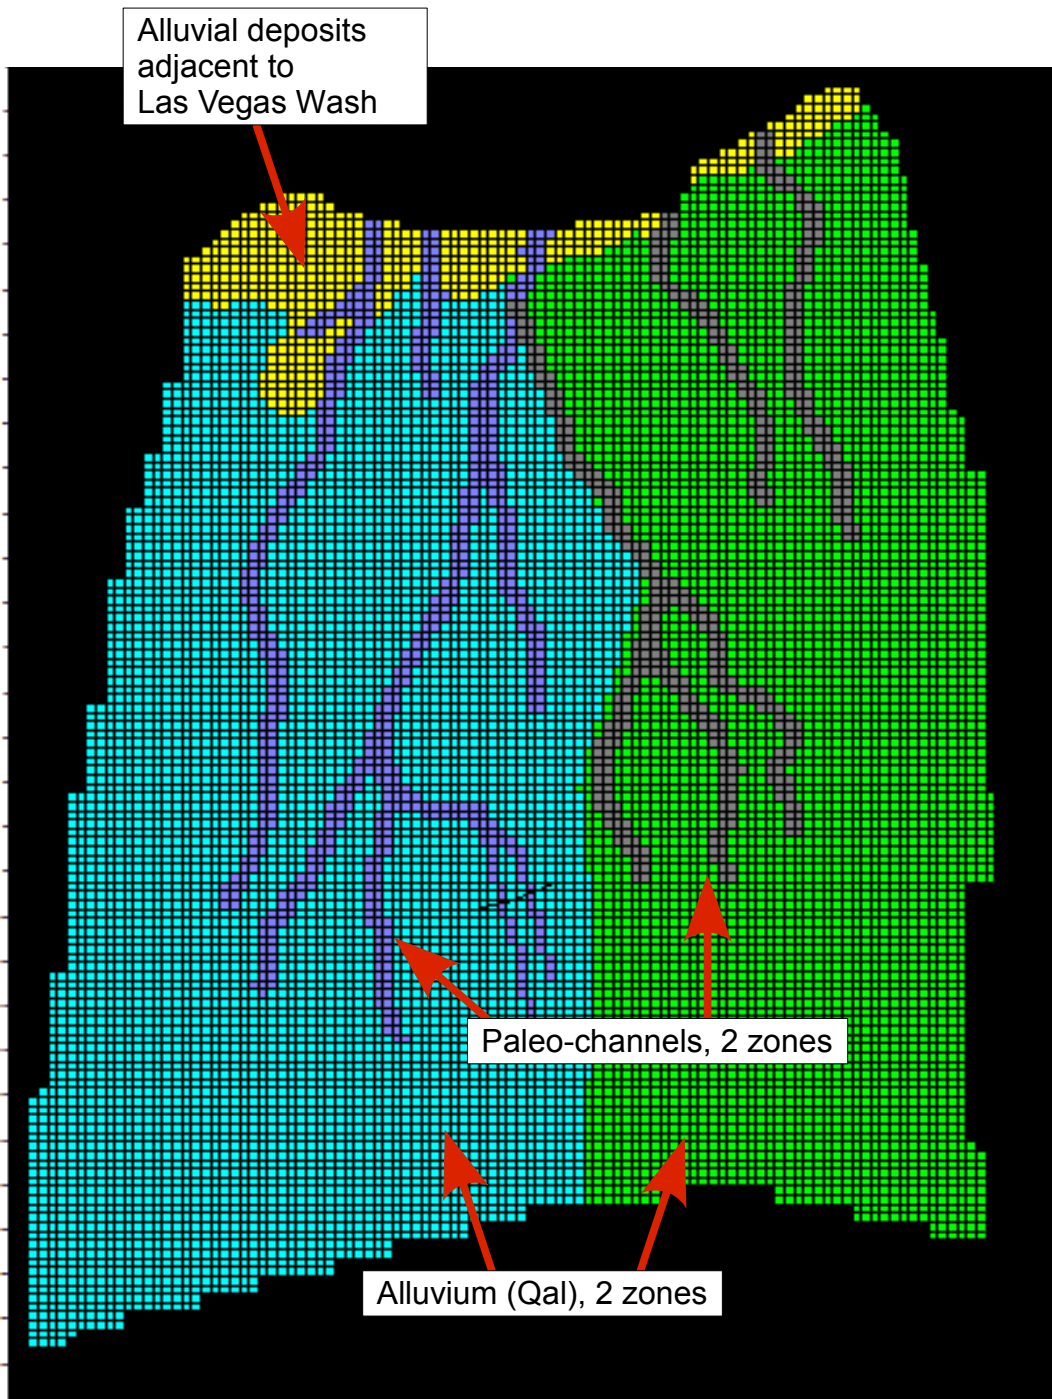 Alluvial deposits
adjacent to
Las Vegas Wash
Paleo-channels, 2 zones
Alluvium (Qal), 2 zones